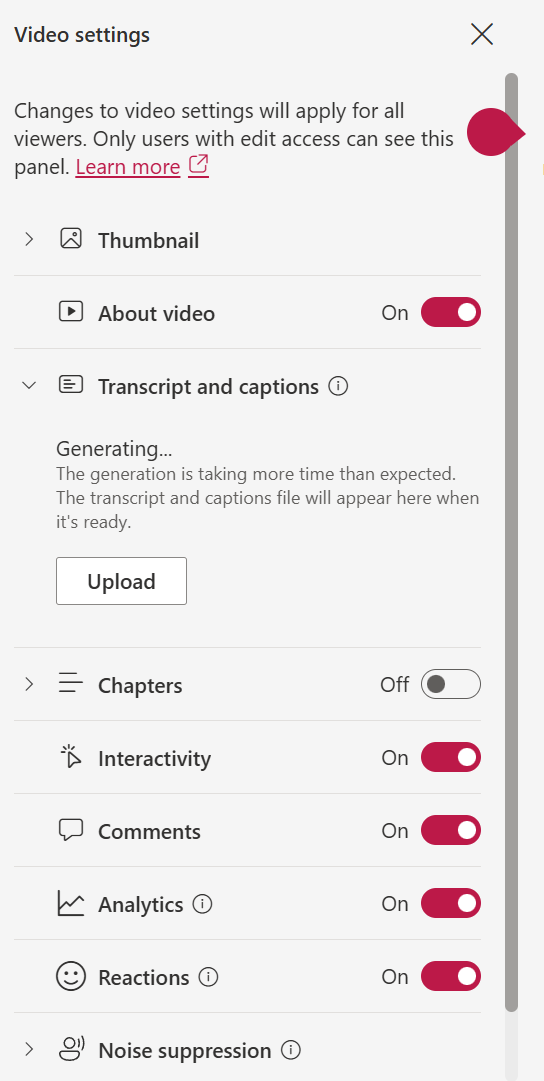 Video settings
Changes to video settings will apply for all
viewers. Only users with edit access can see this
panel. Learn more
Thumbnail
About video On
Transcript and captions
Generating...
The generation is taking more time than expected.
The transcript and captions file will appear here when
it's ready.
Upload
Chapters Off
Interactivity On
Comments On
Analytics On
Reactions On
Noise suppression